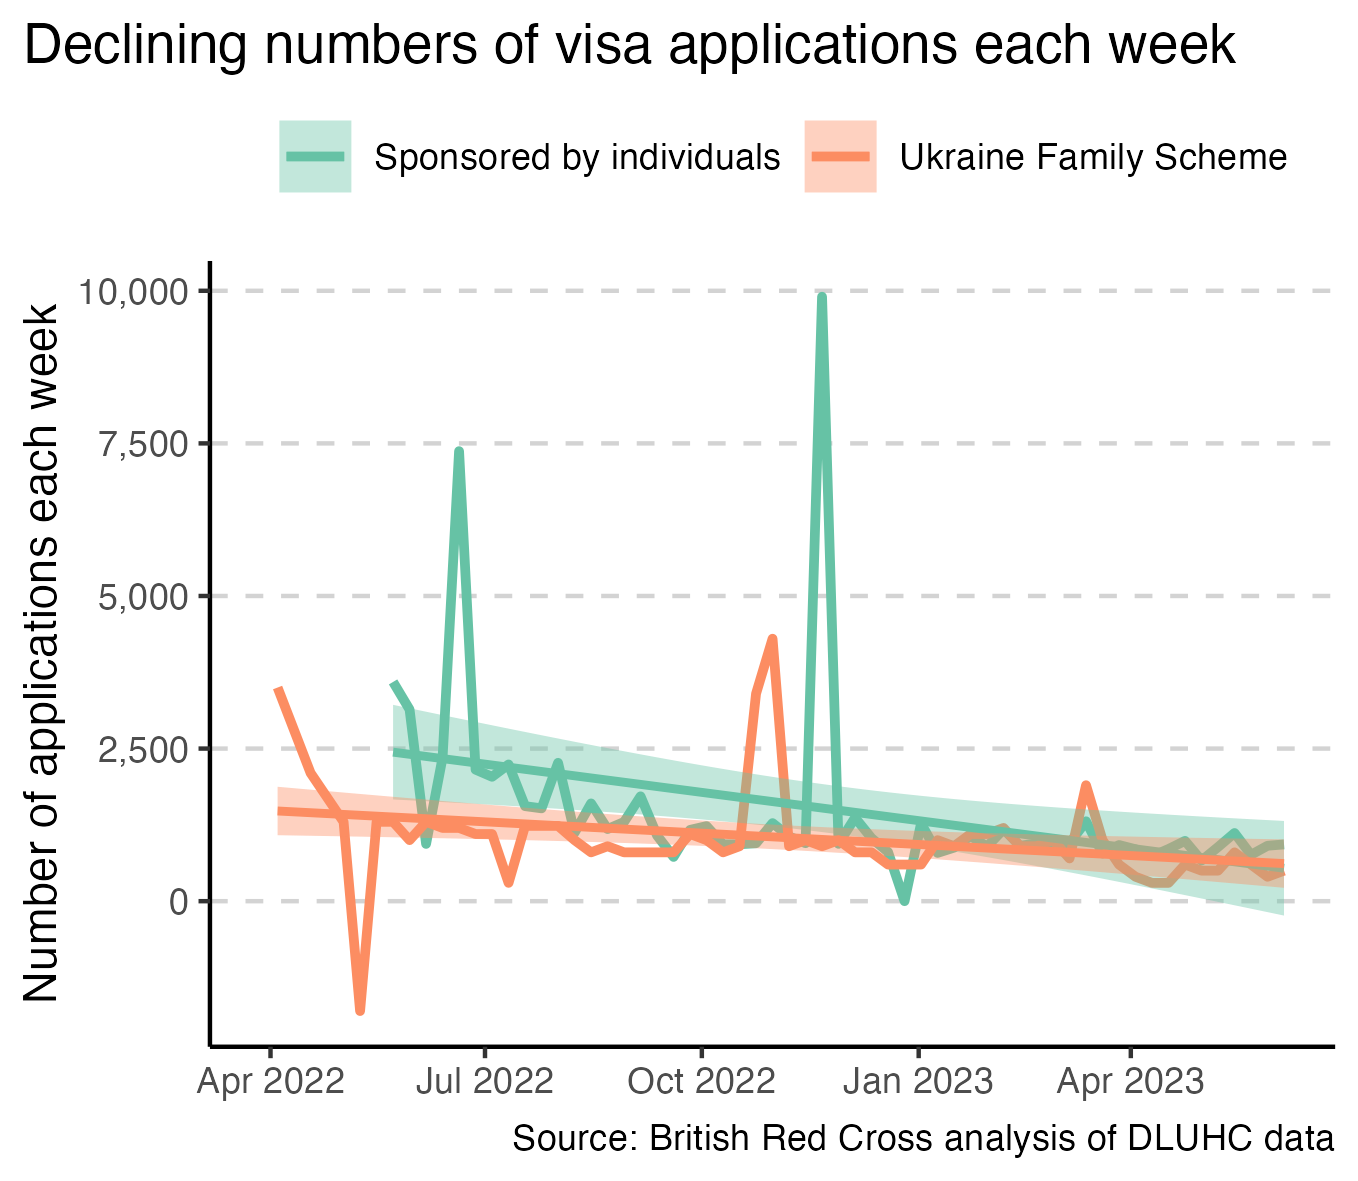 Declining numbers of visa applications each week
Sponsored by individuals
Ukraine Family Scheme
Number of applications each week
10,000
7,500
5,000
2,500
0
Apr 2022
Jul 2022
Oct 2022
Jan 2023
Apr 2023
Source: British Red Cross analysis of DLUHC data